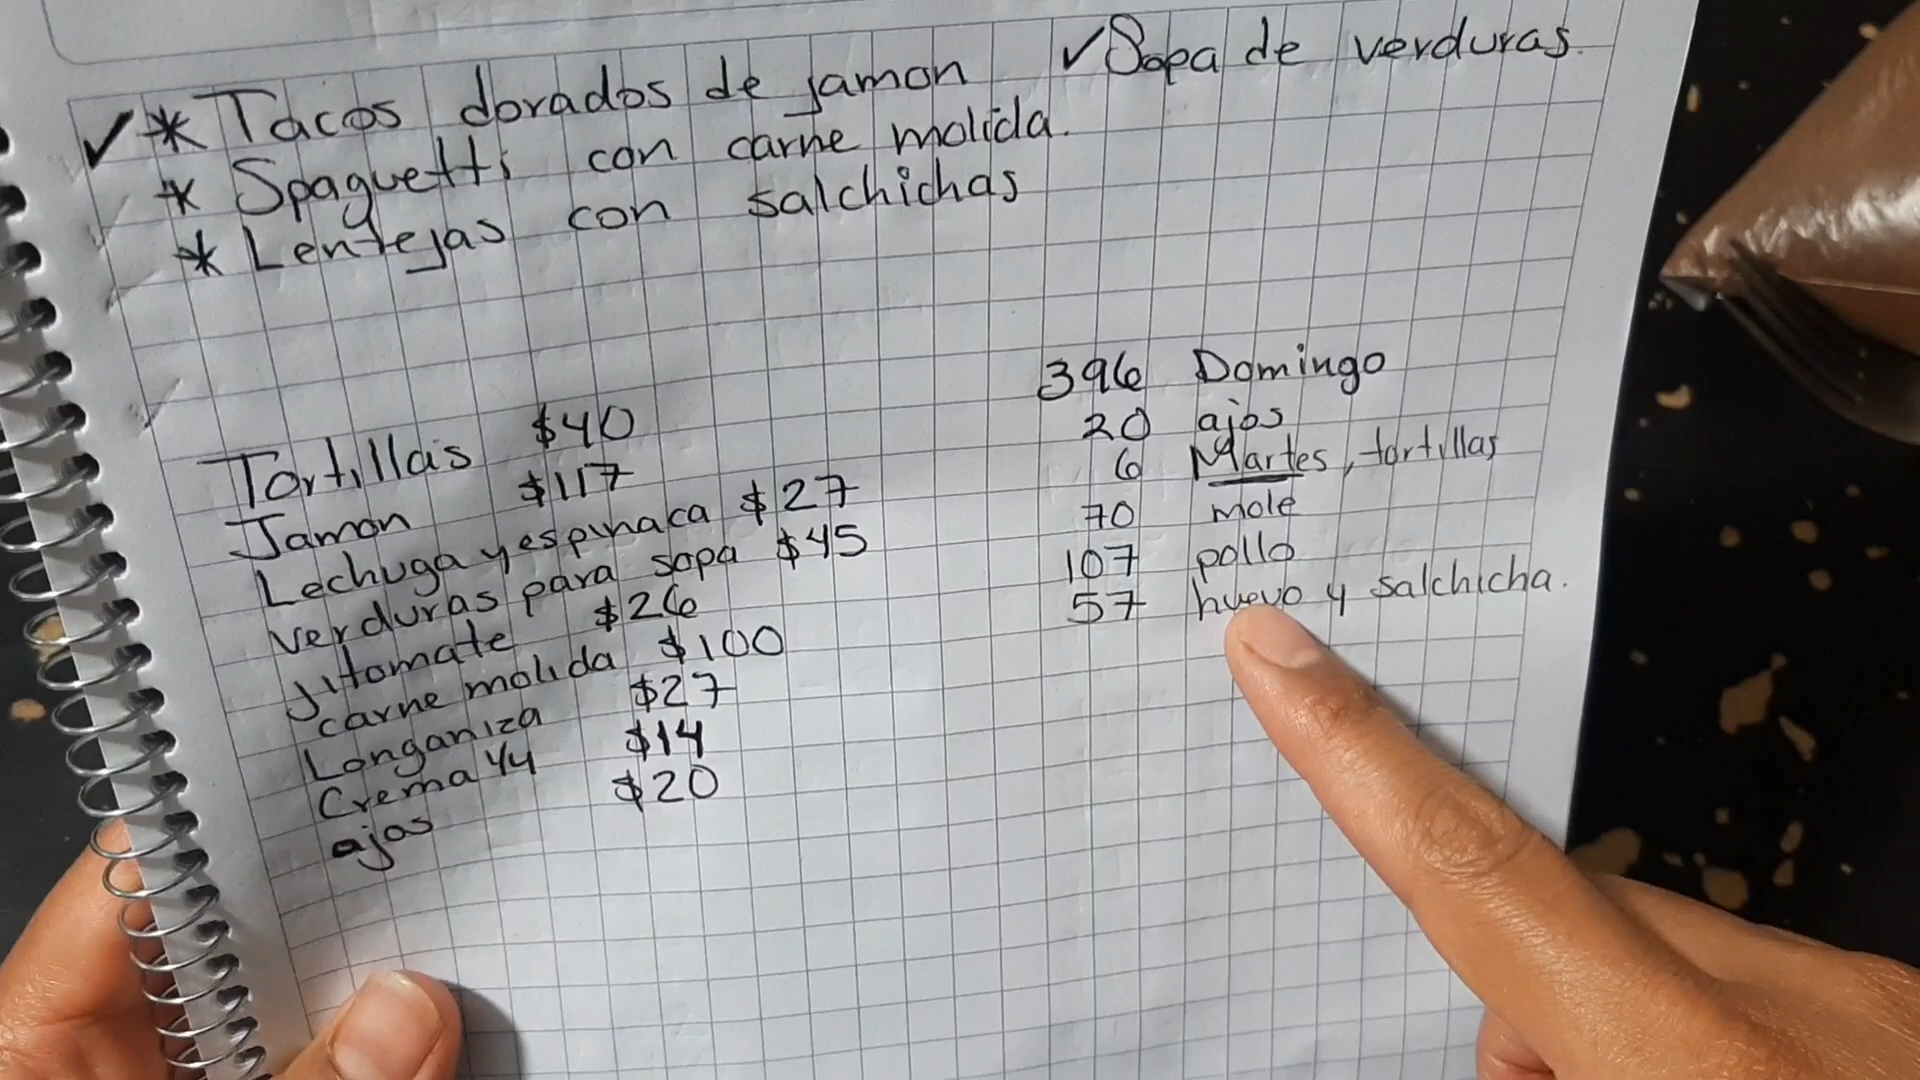 ✓ * Tacos dorados de jamon ✓ Sopa de verduras.
* Spaguetti con carne molida.
* Lentejas con salchichas
Tortillas $40
Jamon $117
Lechuga y espinaca $27
verduras para sopa $45
jitomate $26
carne molida $100
Longaniza $27
Crema 1/4 $14
ajos $20
396 Domingo
20 ajos
6 Martes, tortillas
70 mole
107 pollo
57 huevo y salchicha.